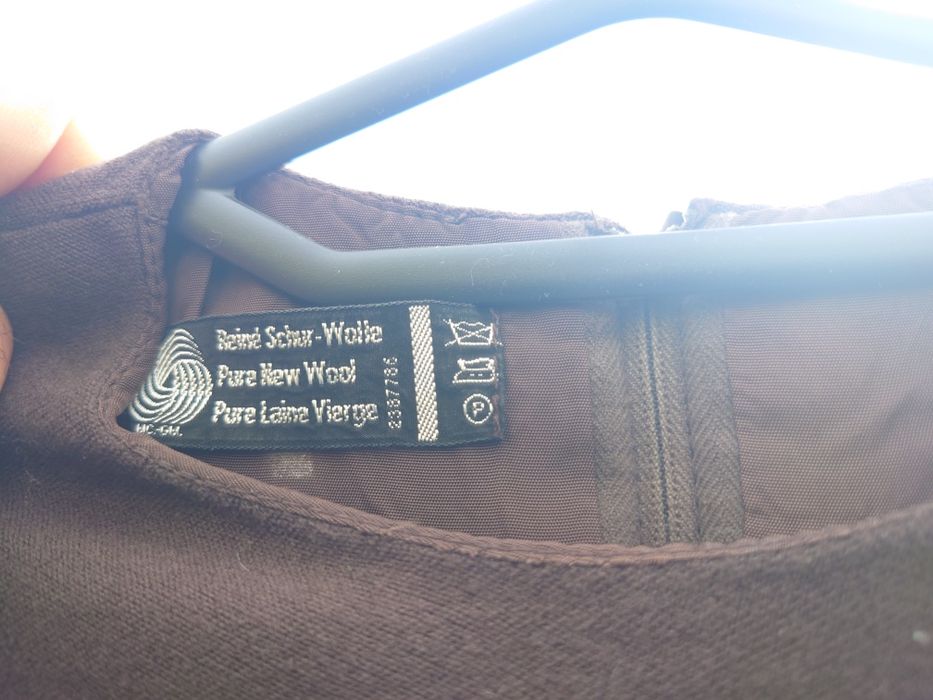 Reine Schur-Wolle
Pure New Wool
Pure Laine Vierge
2387786
P